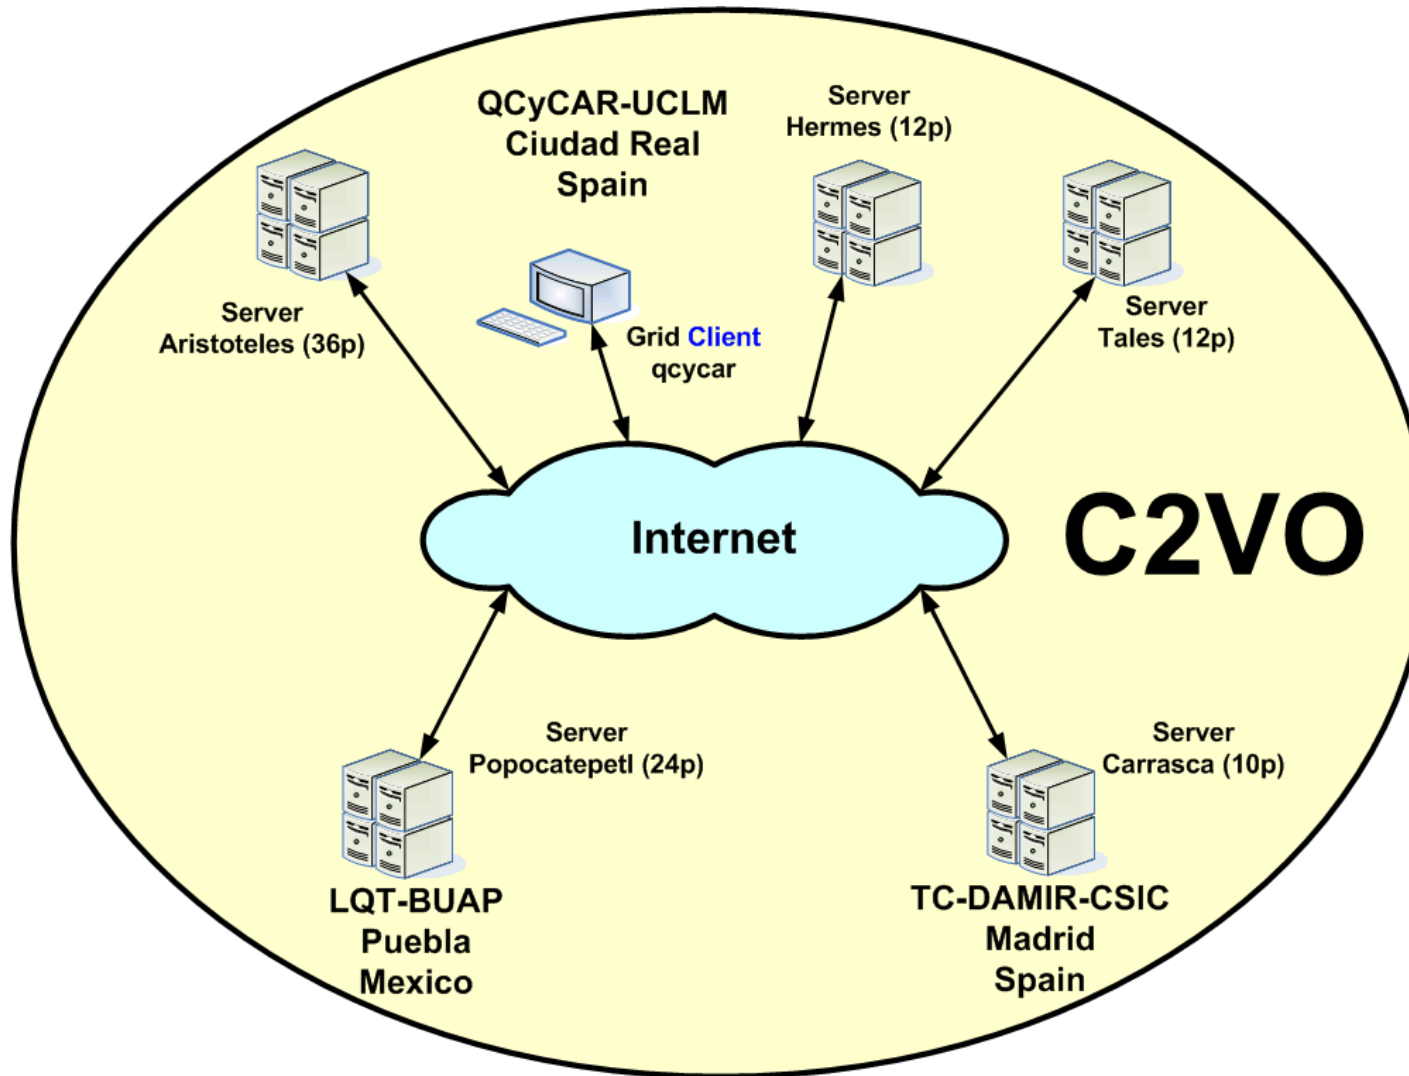 QCyCAR-UCLM
Ciudad Real
Spain
Server
Hermes (12p)
Server
Aristoteles (36p)
Grid Client
qcycar
Server
Tales (12p)
Internet
C2VO
Server
Popocatepetl (24p)
Server
Carrasca (10p)
LQT-BUAP
Puebla
Mexico
TC-DAMIR-CSIC
Madrid
Spain